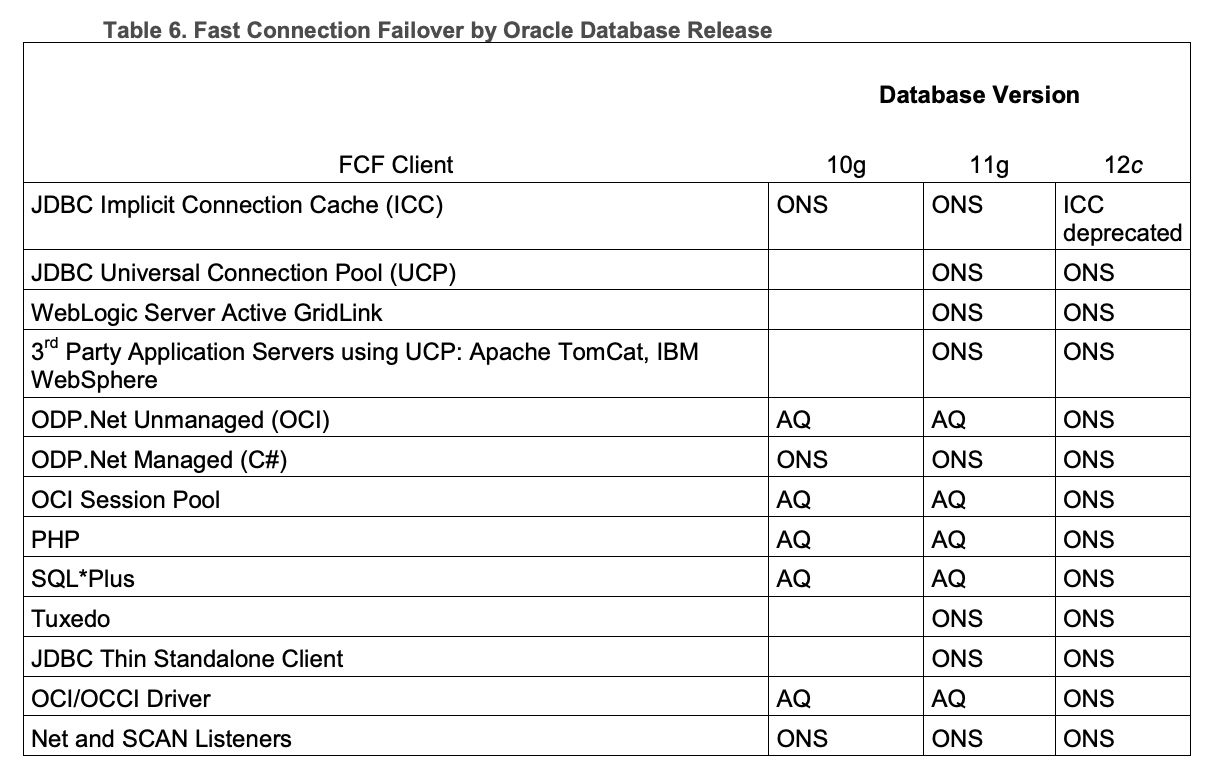 Table 6. Fast Connection Failover by Oracle Database Release
Database Version
FCF Client 10g 11g 12c
JDBC Implicit Connection Cache (ICC) ONS ONS ICC
deprecated
JDBC Universal Connection Pool (UCP) ONS ONS
WebLogic Server Active GridLink ONS ONS
3rd Party Application Servers using UCP: Apache TomCat, IBM ONS ONS
WebSphere
ODP.Net Unmanaged (OCI) AQ AQ ONS
ODP.Net Managed (C#) ONS ONS ONS
OCI Session Pool AQ AQ ONS
PHP AQ AQ ONS
SQL*Plus AQ AQ ONS
Tuxedo ONS ONS
JDBC Thin Standalone Client ONS ONS
OCI/OCCI Driver AQ AQ ONS
Net and SCAN Listeners ONS ONS ONS